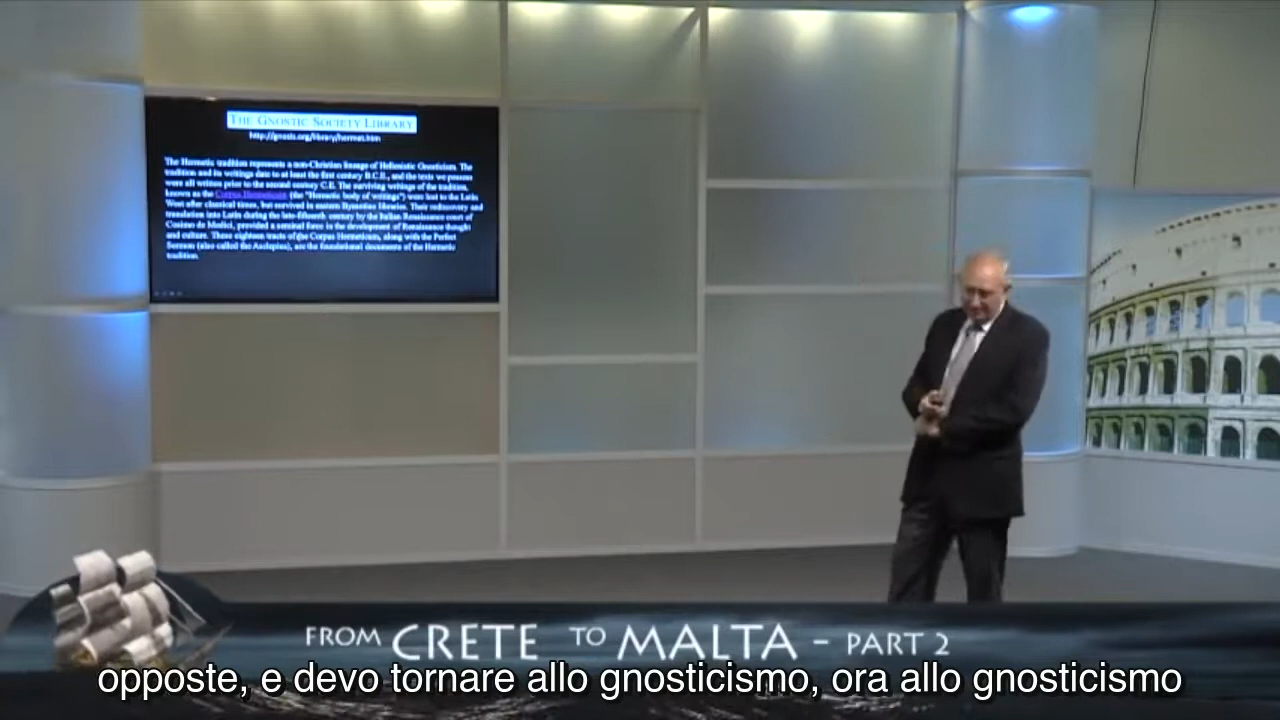 THE GNOSTIC SOCIETY LIBRARY
http://gnosis.org/library/hermet.htm
The Hermetic tradition represents a non-Christian lineage of Hellenistic Gnosticism. The
tradition and its writings date to at least the first century B.C.E., and the texts we possess
were all written prior to the second century C.E. The surviving writings of the tradition,
known as the Corpus Hermeticum (the "Hermetic body of writings") were lost to the Latin
West after classical times, but survived in eastern Byzantine libraries. Their rediscovery and
translation into Latin during the late-fifteenth century by the Italian Renaissance court of
Cosimo de Medici, provided a seminal force in the development of Renaissance thought
and culture. These eighteen tracts of the Corpus Hermeticum, along with the Perfect
Sermon (also called the Asclepius), are the foundational documents of the Hermetic
tradition.
FROM CRETE TO MALTA - PART 2
opposte, e devo tornare allo gnosticismo, ora allo gnosticismo